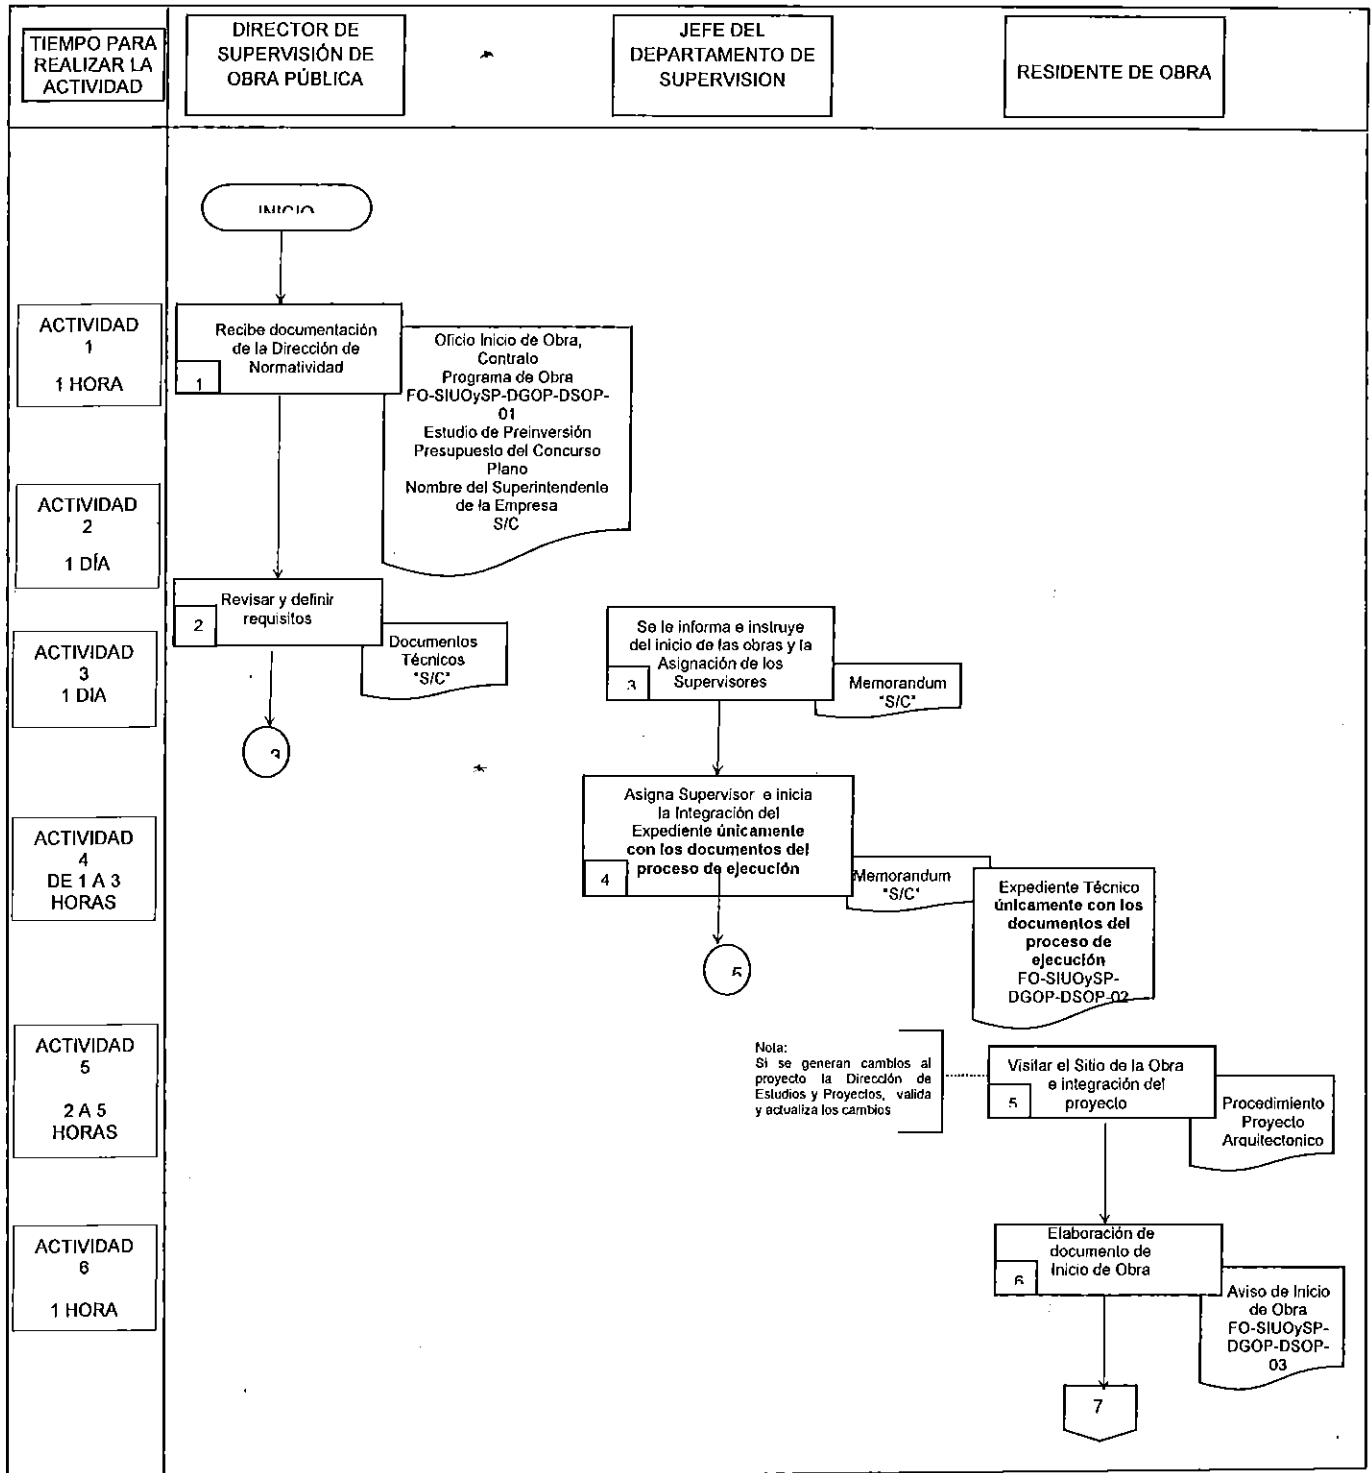 TIEMPO PARA
REALIZAR LA
ACTIVIDAD
DIRECTOR DE
SUPERVISIÓN DE
OBRA PÚBLICA
JEFE DEL
DEPARTAMENTO DE
SUPERVISION
RESIDENTE DE OBRA
INICIO
ACTIVIDAD
1
1 HORA
Recibe documentación
de la Dirección de
Normatividad
1
Oficio Inicio de Obra,
Contrato
Programa de Obra
FO-SIUOySP-DGOP-DSOP-
01
Estudio de Preinversión
Presupuesto del Concurso
Plano
Nombre del Superintendente
de la Empresa
S/C
ACTIVIDAD
2
1 DÍA
Revisar y definir
requisitos
2
Documentos
Técnicos
"S/C"
ACTIVIDAD
3
1 DIA
Se le informa e instruye
del inicio de las obras y la
Asignación de los
Supervisores
3
Memorandum
"S/C"
3
ACTIVIDAD
4
DE 1 A 3
HORAS
Asigna Supervisor e inicia
la Integración del
Expediente únicamente
con los documentos del
proceso de ejecución
4
Memorandum
"S/C"
Expediente Técnico
únicamente con los
documentos del
proceso de
ejecución
FO-SIUOySP-
DGOP-DSOP-02
5
ACTIVIDAD
5
2 A 5
HORAS
Nota:
Si se generan cambios al
proyecto la Dirección de
Estudios y Proyectos, valida
y actualiza los cambios
Visitar el Sitio de la Obra
e integración del
proyecto
5
Procedimiento
Proyecto
Arquitectonico
ACTIVIDAD
6
1 HORA
Elaboración de
documento de
Inicio de Obra
6
Aviso de Inicio
de Obra
FO-SIUOySP-
DGOP-DSOP-
03
7